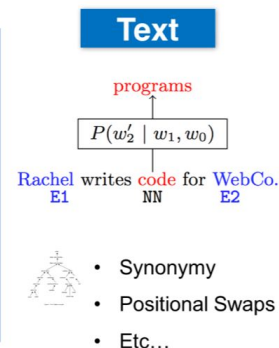 Text
programs
P(w′₂ | w₁, w₀)
Rachel writes code for WebCo.
E1 NN E2
• Synonymy
• Positional Swaps
• Etc...